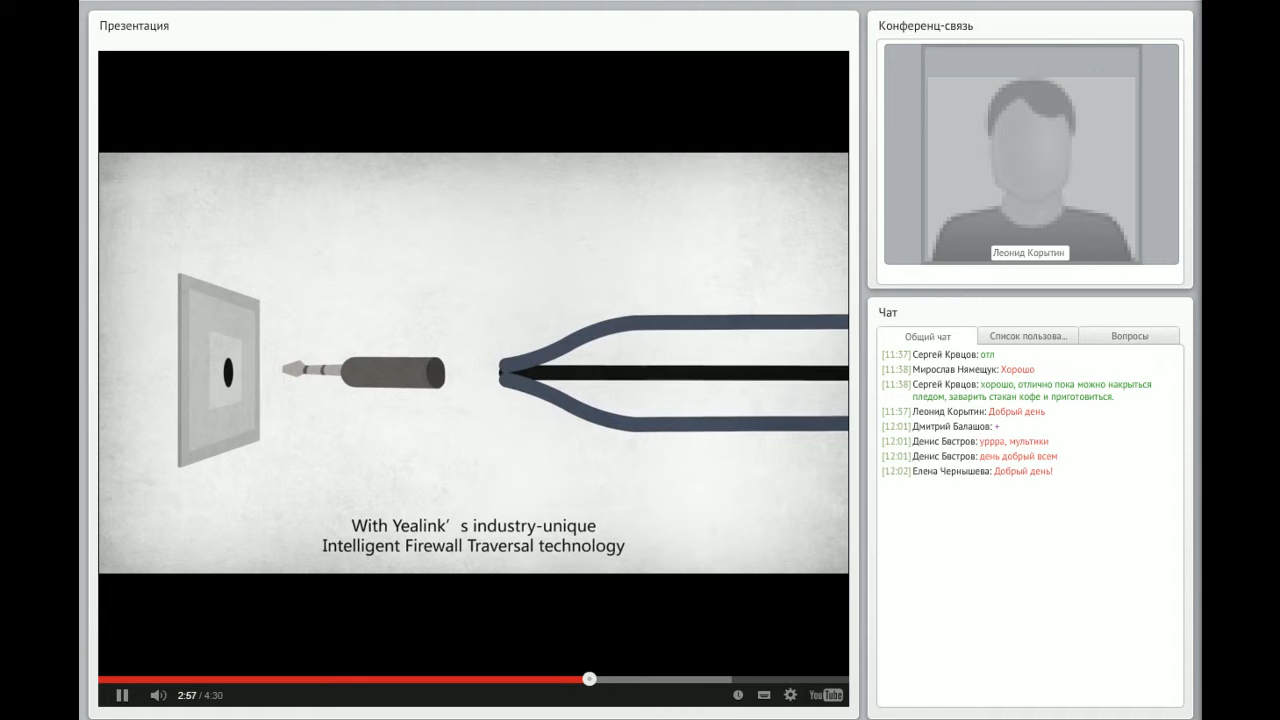 Презентация
With Yealink’s industry-unique
Intelligent Firewall Traversal technology
2:57 / 4:30
YouTube
Конференц-связь
Леонид Корытин
Чат
Общий чат
Список пользова...
Вопросы
[11:37] Сергей Крвцов: отл
[11:38] Мирослав Нямещук: Хорошо
[11:38] Сергей Крвцов: хорошо, отлично пока можно накрыться
пледом, заварить стакан кофе и приготовиться.
[11:57] Леонид Корытин: Добрый день
[12:01] Дмитрий Балашов: +
[12:01] Денис Бвстров: уррра, мультики
[12:01] Денис Бвстров: день добрый всем
[12:02] Елена Чернышева: Добрый день!